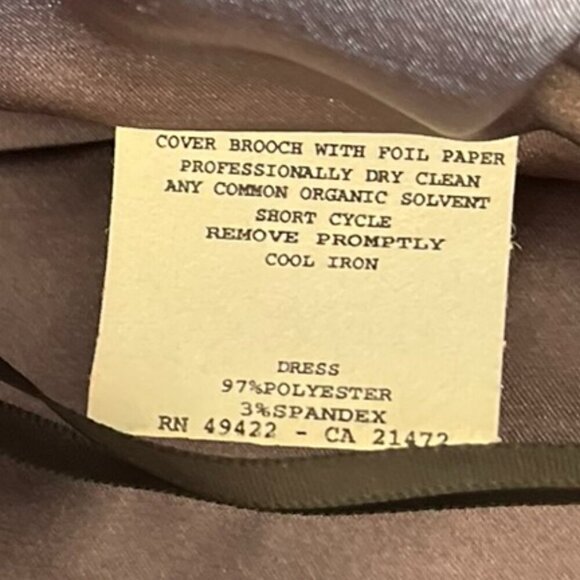 COVER BROOCH WITH FOIL PAPER
PROFESSIONALLY DRY CLEAN
ANY COMMON ORGANIC SOLVENT
SHORT CYCLE
REMOVE PROMPTLY
COOL IRON
DRESS
97%POLYESTER
3%SPANDEX
RN 49422 - CA 21472